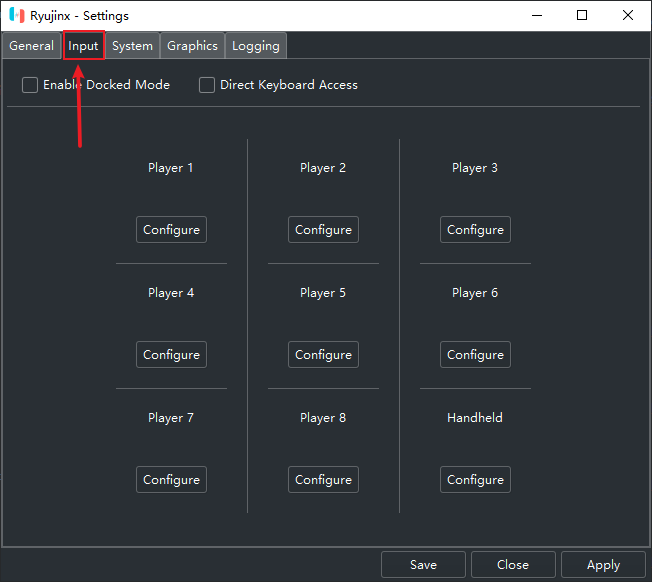 Ryujinx - Settings
General Input System Graphics Logging
Enable Docked Mode Direct Keyboard Access
Player 1 Player 2 Player 3
Configure Configure Configure
Player 4 Player 5 Player 6
Configure Configure Configure
Player 7 Player 8 Handheld
Configure Configure Configure
Save Close Apply